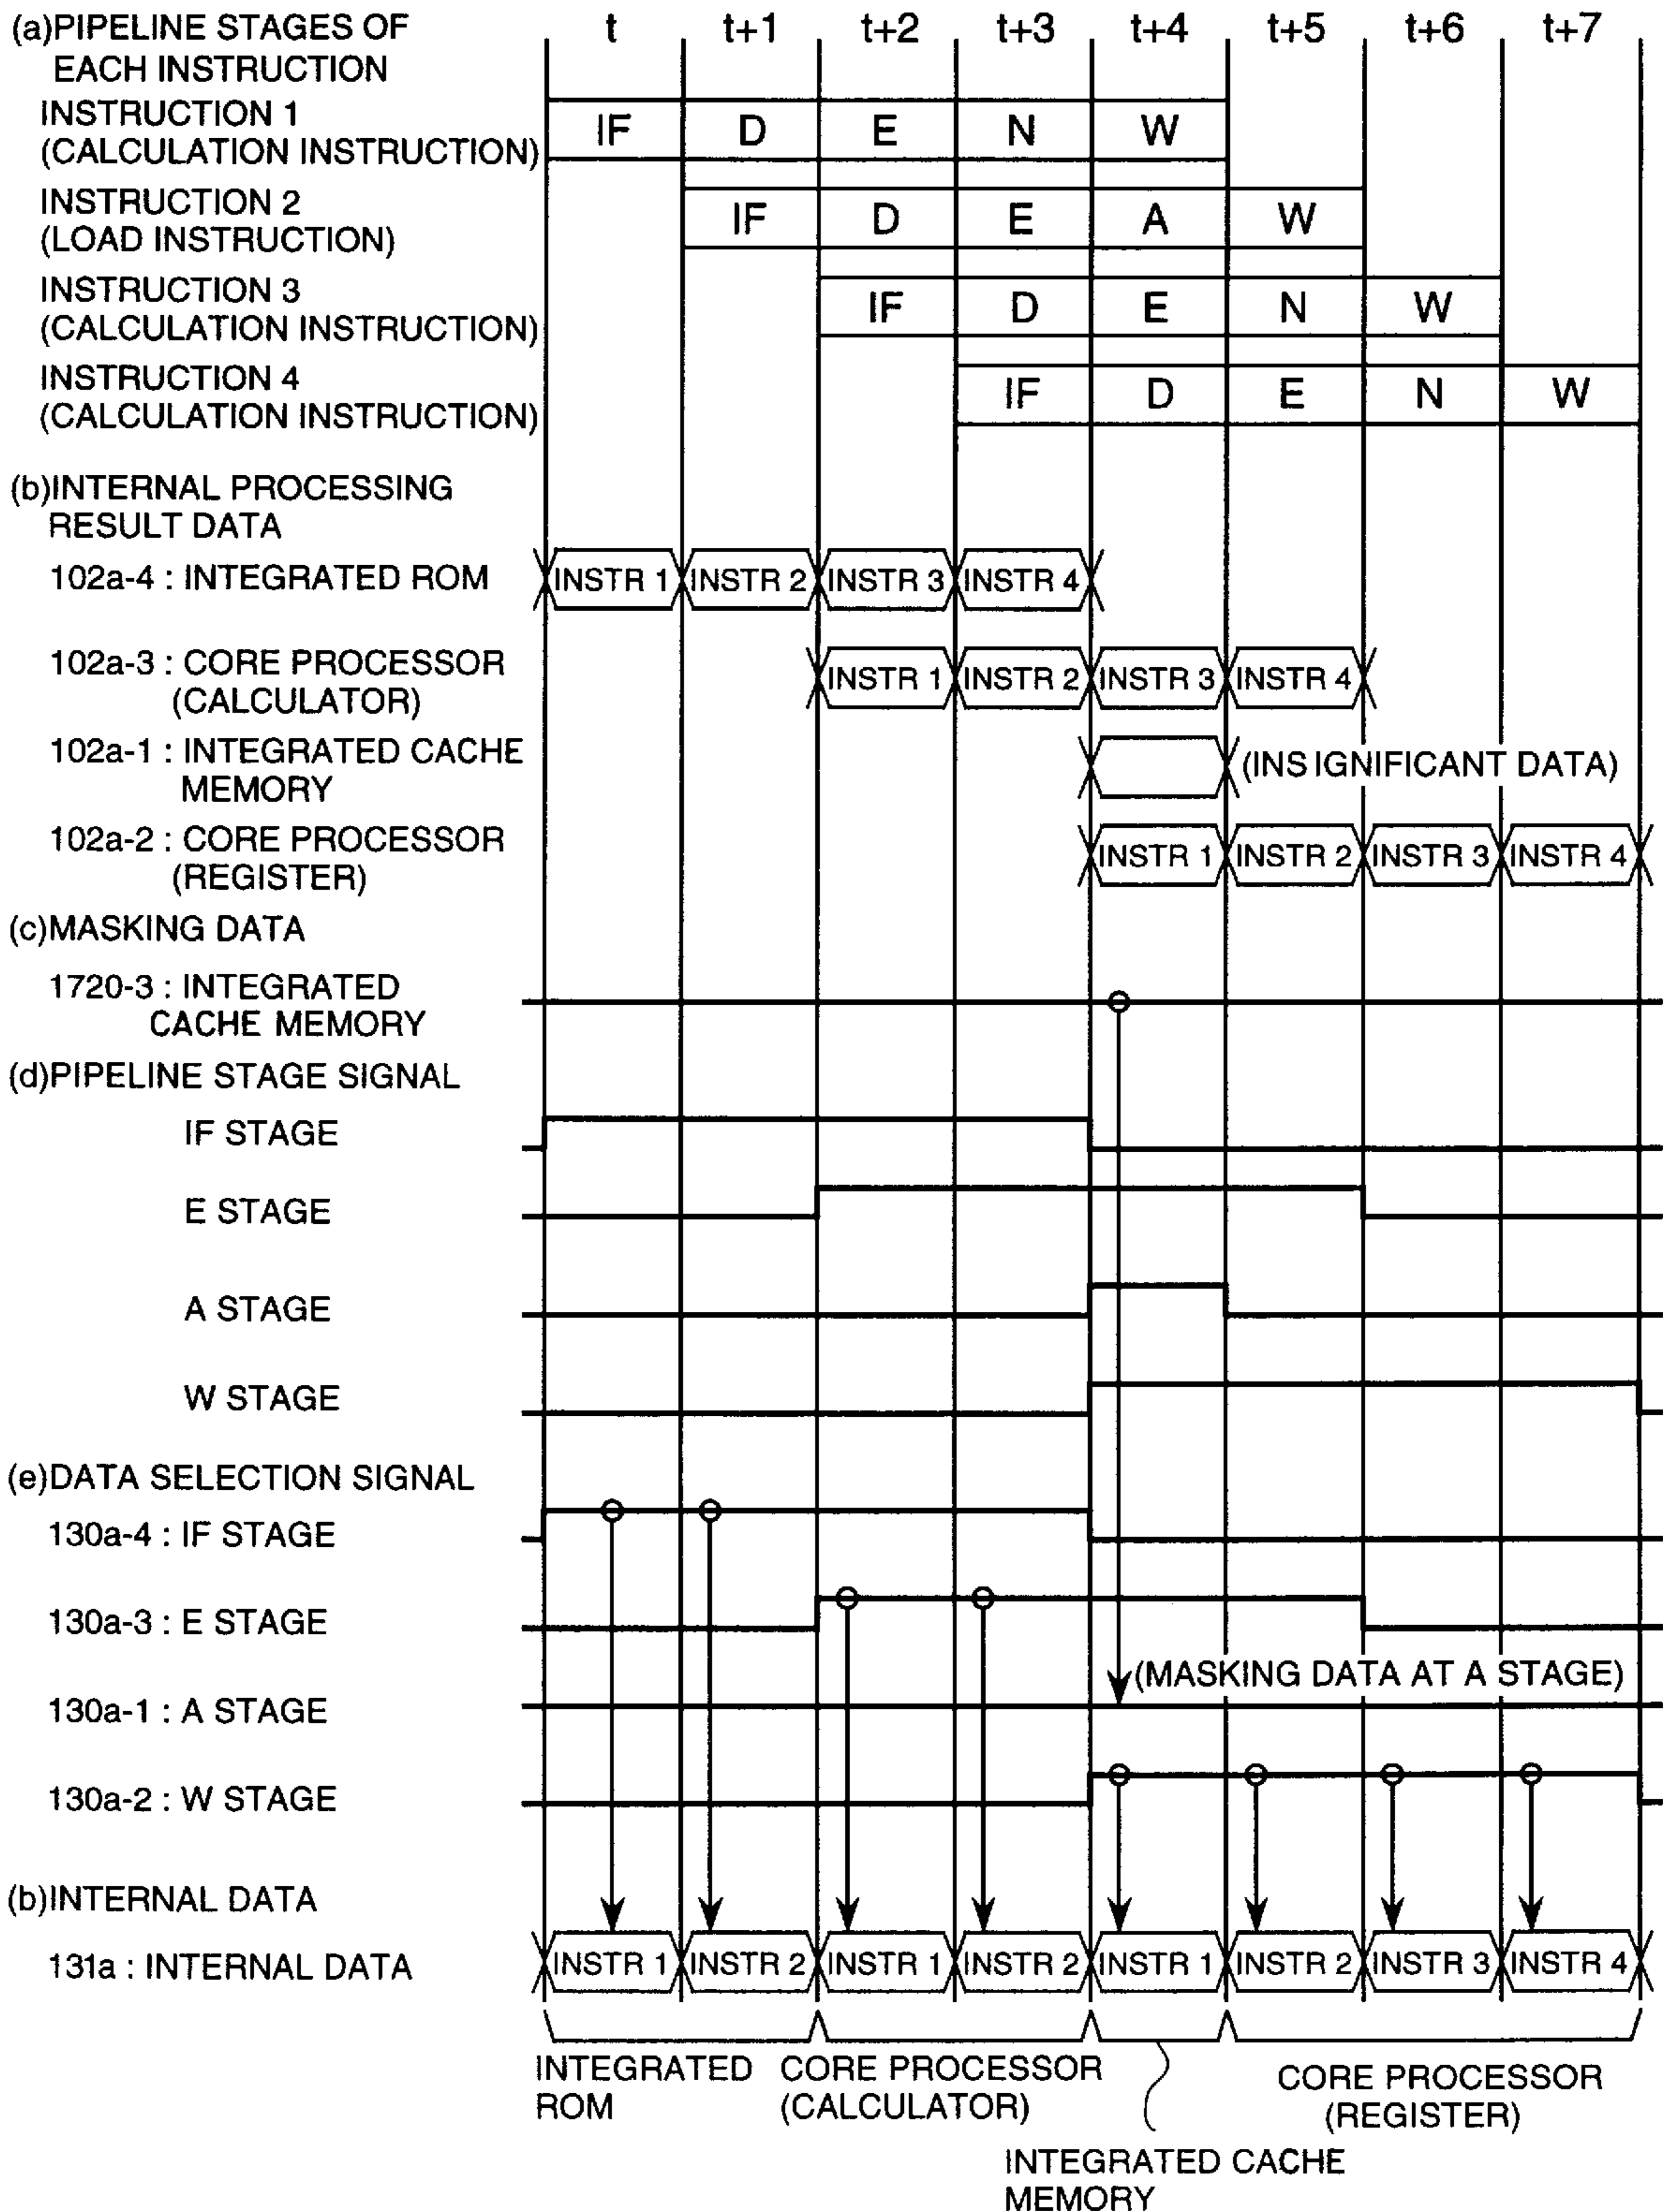 (a)PIPELINE STAGES OF EACH INSTRUCTION t t+1 t+2 t+3 t+4 t+5 t+6 t+7
INSTRUCTION 1
(CALCULATION INSTRUCTION) IF D E N W
INSTRUCTION 2
(LOAD INSTRUCTION) IF D E A W
INSTRUCTION 3
(CALCULATION INSTRUCTION) IF D E N W
INSTRUCTION 4
(CALCULATION INSTRUCTION) IF D E N W
(b)INTERNAL PROCESSING
RESULT DATA
102a-4 : INTEGRATED ROM INSTR 1 INSTR 2 INSTR 3 INSTR 4
102a-3 : CORE PROCESSOR
(CALCULATOR) INSTR 1 INSTR 2 INSTR 3 INSTR 4
102a-1 : INTEGRATED CACHE
MEMORY (INSIGNIFICANT DATA)
102a-2 : CORE PROCESSOR
(REGISTER) INSTR 1 INSTR 2 INSTR 3 INSTR 4
(c)MASKING DATA
1720-3 : INTEGRATED
CACHE MEMORY
(d)PIPELINE STAGE SIGNAL
IF STAGE
E STAGE
A STAGE
W STAGE
(e)DATA SELECTION SIGNAL
130a-4 : IF STAGE
130a-3 : E STAGE
(MASKING DATA AT A STAGE)
130a-1 : A STAGE
130a-2 : W STAGE
(b)INTERNAL DATA
131a : INTERNAL DATA INSTR 1 INSTR 2 INSTR 1 INSTR 2 INSTR 1 INSTR 2 INSTR 3 INSTR 4
INTEGRATED
ROM
CORE PROCESSOR
(CALCULATOR)
CORE PROCESSOR
(REGISTER)
INTEGRATED CACHE
MEMORY